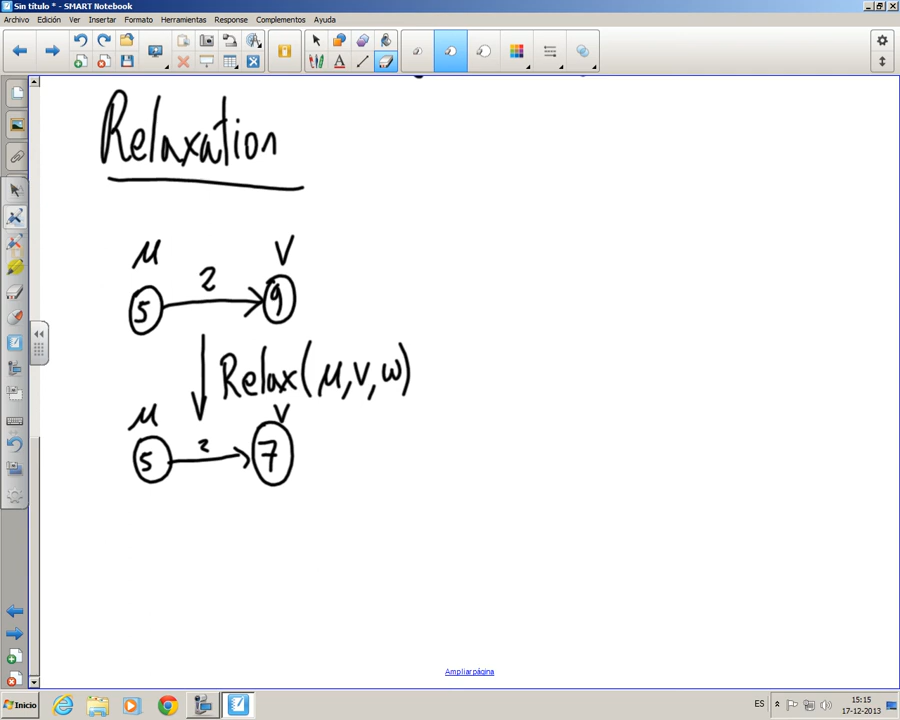 Sin título * - SMART Notebook
Archivo Edición Ver Insertar Formato Herramientas Response Complementos Ayuda
Relaxation
μ V
2
5 9
Relax(μ, v, w)
μ V
2
5 7
Ampliar página
Inicio
ES
15:15
17-12-2013